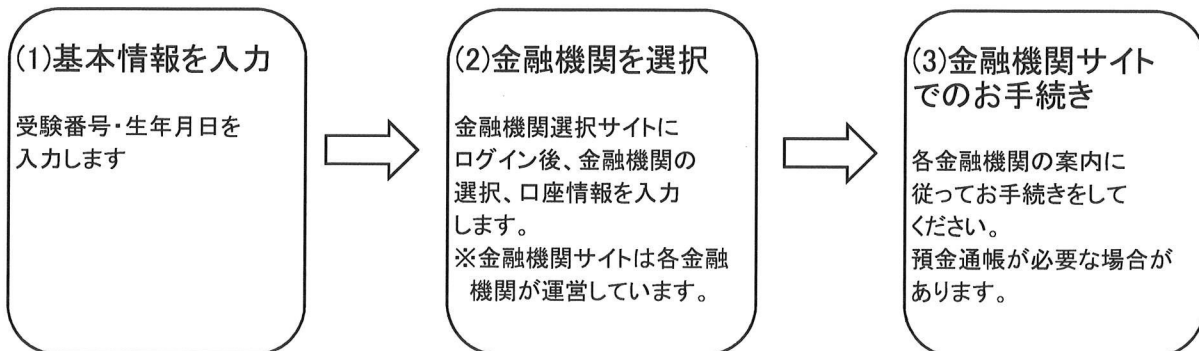 (1)基本情報を入力
受験番号・生年月日を
入力します
(2)金融機関を選択
金融機関選択サイトに
ログイン後、金融機関の
選択、口座情報を入力
します。
※金融機関サイトは各金融
機関が運営しています。
(3)金融機関サイト
でのお手続き
各金融機関の案内に
従ってお手続きをして
ください。
預金通帳が必要な場合が
あります。